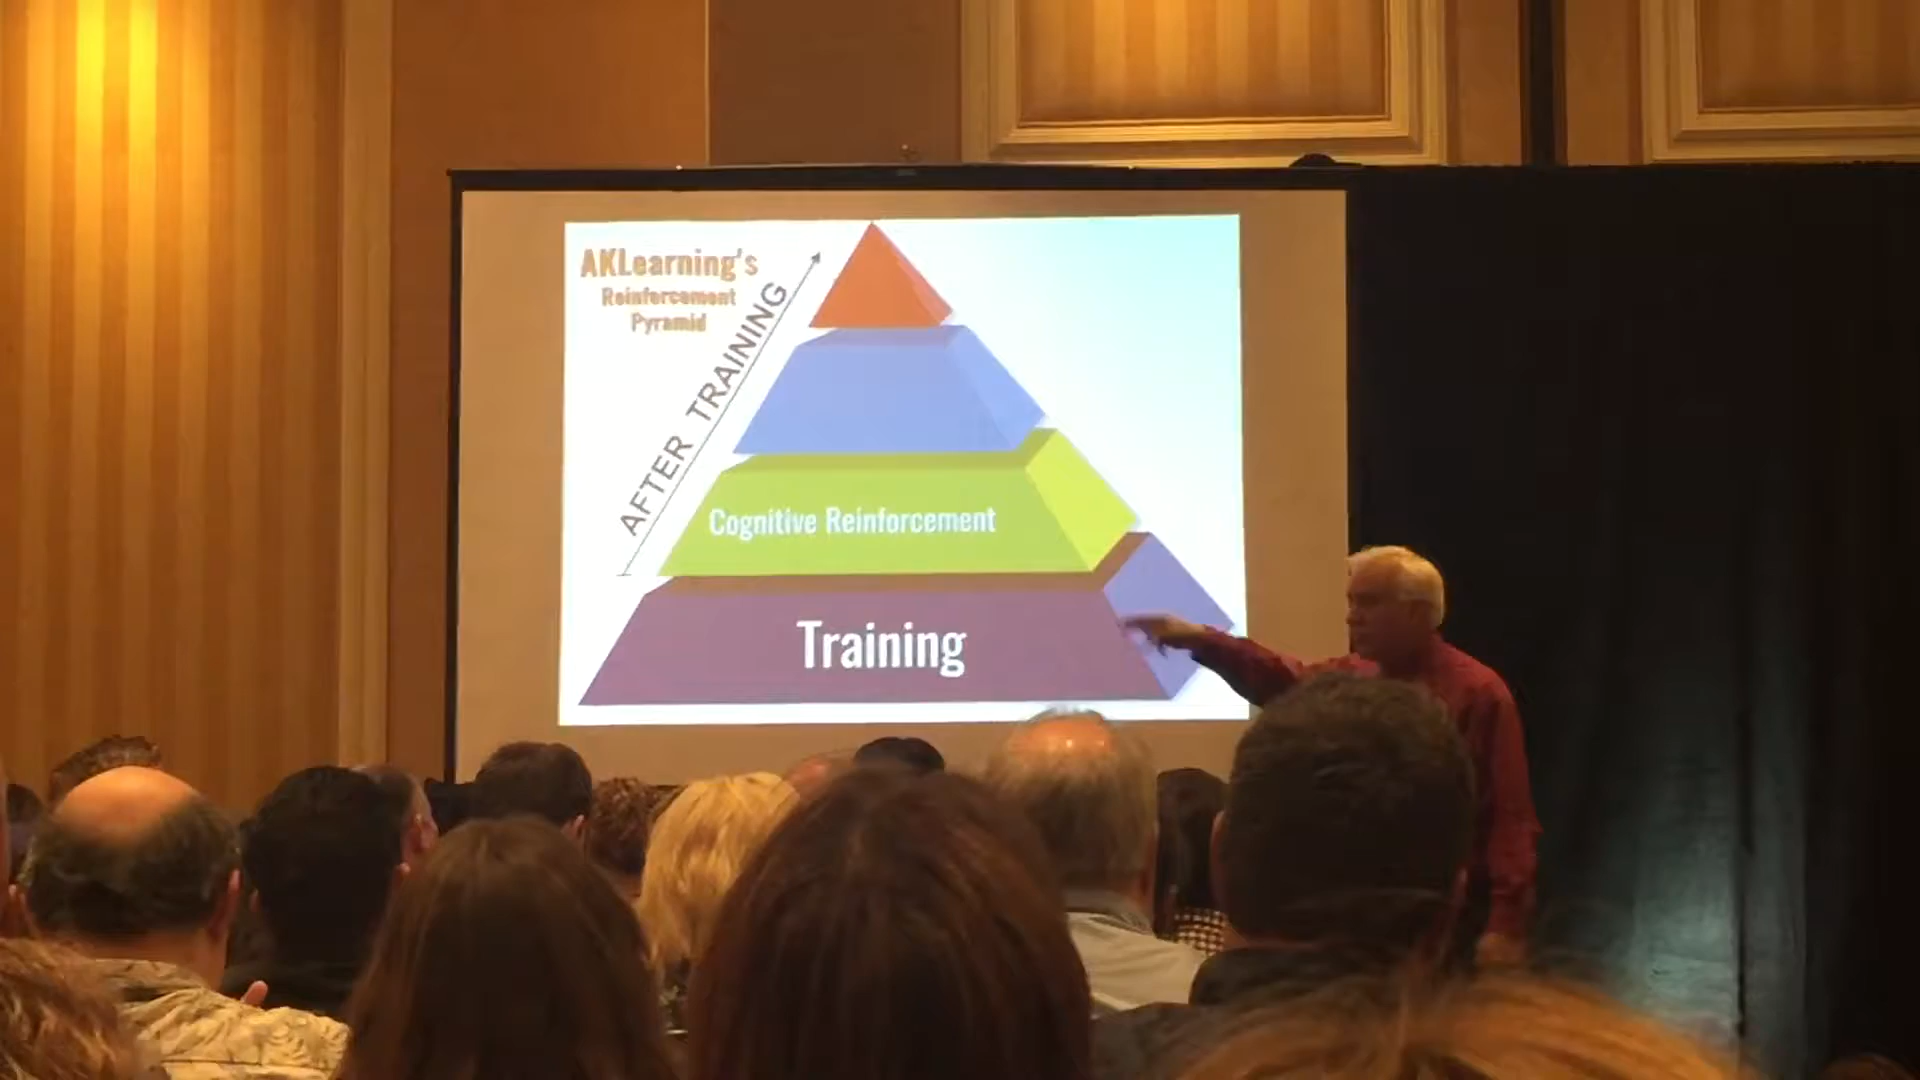 AKLearning's
Reinforcement
Pyramid
AFTER TRAINING
Cognitive Reinforcement
Training